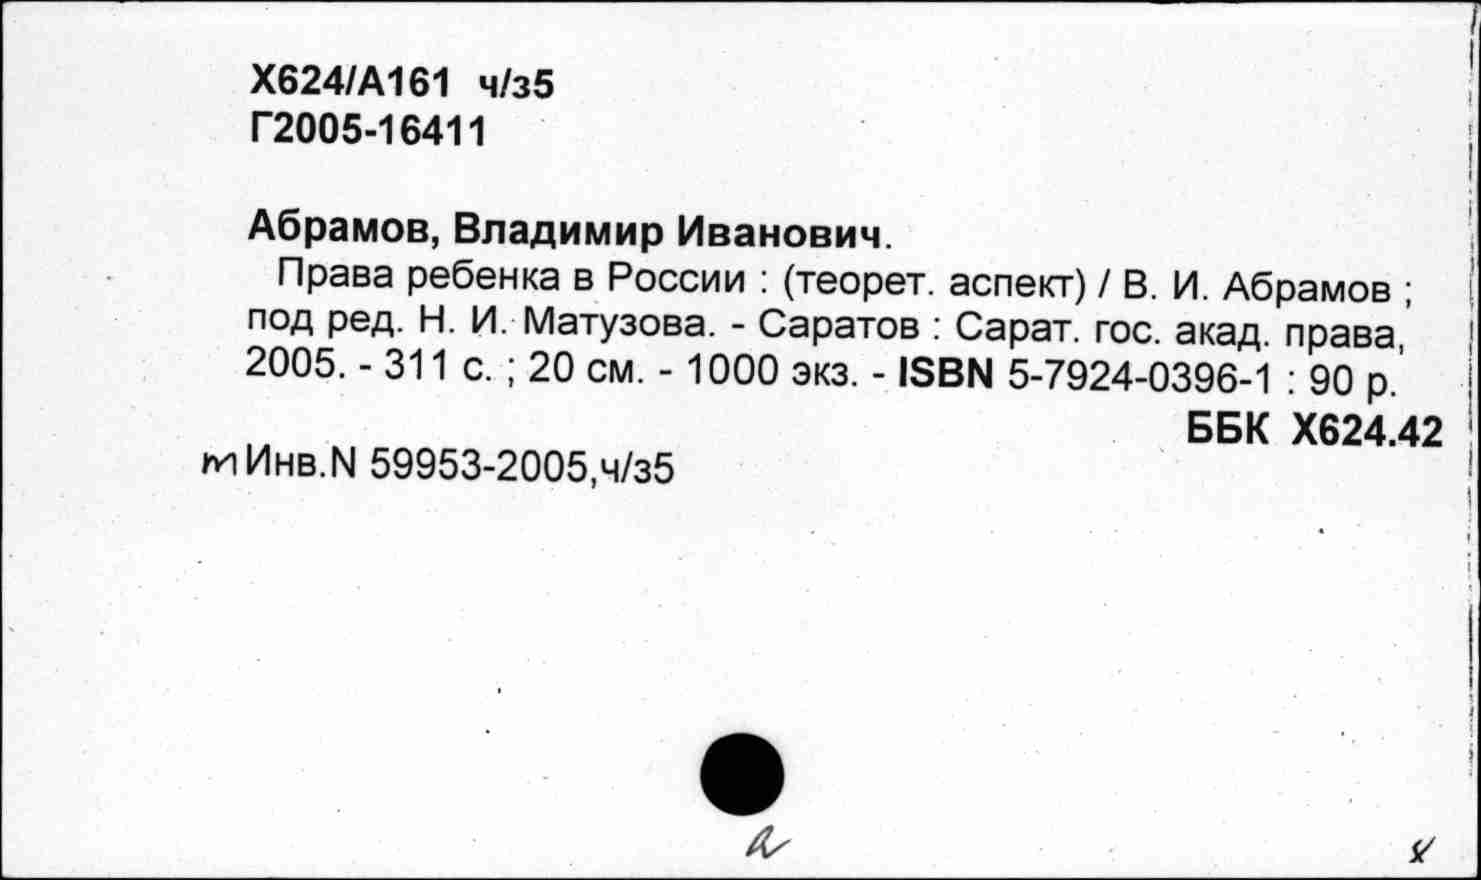 Х624/А161 ч/з5
Г2005-16411
Абрамов, Владимир Иванович.
Права ребенка в России : (теорет. аспект) / В. И. Абрамов ;
под ред. Н. И. Матузова. - Саратов : Сарат. гос. акад. права,
2005. - 311 с. ; 20 см. - 1000 экз. - ISBN 5-7924-0396-1 : 90 р.
ББК Х624.42
Инв.N 59953-2005,ч/з5